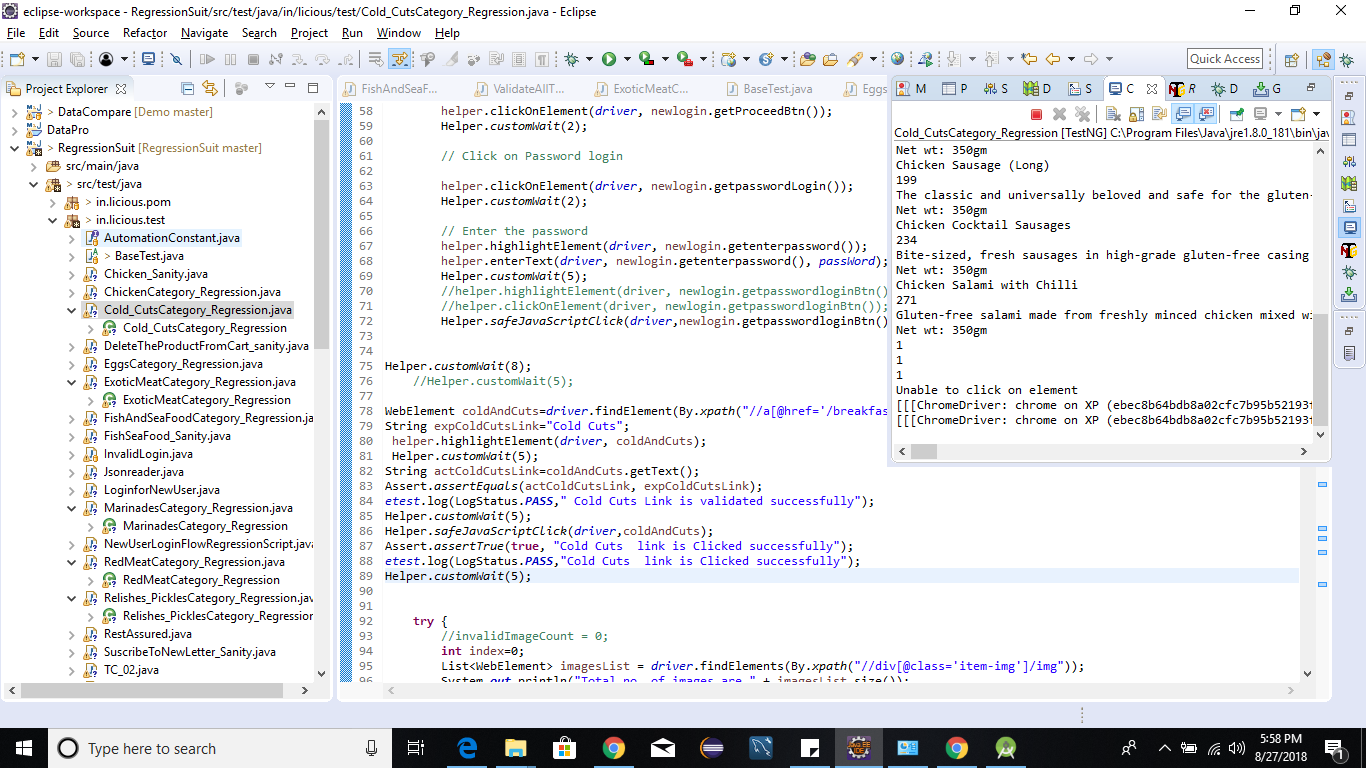 eclipse-workspace - RegressionSuit/src/test/java/in/licious/test/Cold_CutsCategory_Regression.java - Eclipse
File Edit Source Refactor Navigate Search Project Run Window Help
Quick Access
Project Explorer
> DataCompare [Demo master]
DataPro
> RegressionSuit [RegressionSuit master]
src/main/java
> src/test/java
> in.licious.pom
> in.licious.test
AutomationConstant.java
> BaseTest.java
Chicken_Sanity.java
ChickenCategory_Regression.java
Cold_CutsCategory_Regression.java
Cold_CutsCategory_Regression
DeleteTheProductFromCart_sanity.java
EggsCategory_Regression.java
ExoticMeatCategory_Regression.java
ExoticMeatCategory_Regression
FishAndSeaFoodCategory_Regression.ja
FishSeaFood_Sanity.java
InvalidLogin.java
Jsonreader.java
LoginforNewUser.java
MarinadesCategory_Regression.java
MarinadesCategory_Regression
NewUserLoginFlowRegressionScript.java
RedMeatCategory_Regression.java
RedMeatCategory_Regression
Relishes_PicklesCategory_Regression.jav
Relishes_PicklesCategory_Regression
RestAssured.java
SuscribeToNewLetter_Sanity.java
TC_02.java
FishAndSeaF... ValidateAllT... ExoticMeatC... BaseTest.java Eggs
58 helper.clickOnElement(driver, newlogin.getProceedBtn());
59 Helper.customWait(2);
60
61 // Click on Password login
62
63 helper.clickOnElement(driver, newlogin.getpasswordLogin());
64 Helper.customWait(2);
65
66 // Enter the password
67 helper.highlightElement(driver, newlogin.getenterpassword());
68 helper.enterText(driver, newlogin.getenterpassword(), passWord);
69 Helper.customWait(5);
70 //helper.highlightElement(driver, newlogin.getpasswordloginBtn()
71 //helper.clickOnElement(driver, newlogin.getpasswordloginBtn());
72 Helper.safeJavaScriptClick(driver,newlogin.getpasswordloginBtn()
73
74
75 Helper.customWait(8);
76 //Helper.customWait(5);
77
78 WebElement coldAndCuts=driver.findElement(By.xpath("//a[@href='/breakfas
79 String expColdCutsLink="Cold Cuts";
80 helper.highlightElement(driver, coldAndCuts);
81 Helper.customWait(5);
82 String actColdCutsLink=coldAndCuts.getText();
83 Assert.assertEquals(actColdCutsLink, expColdCutsLink);
84 etest.log(LogStatus.PASS," Cold Cuts Link is validated successfully");
85 Helper.customWait(5);
86 Helper.safeJavaScriptClick(driver,coldAndCuts);
87 Assert.assertTrue(true, "Cold Cuts  link is Clicked successfully");
88 etest.log(LogStatus.PASS,"Cold Cuts  link is Clicked successfully");
89 Helper.customWait(5);
90
91
92 try {
93 //invalidImageCount = 0;
94 int index=0;
95 List<WebElement> imagesList = driver.findElements(By.xpath("//div[@class='item-img']/img"));
96 System.out.println("Total no. of images are " + imagesList.size());
M P S D S C R D G
Cold_CutsCategory_Regression [TestNG] C:\Program Files\Java\jre1.8.0_181\bin\jav
Net wt: 350gm
Chicken Sausage (Long)
199
The classic and universally beloved and safe for the gluten-
Net wt: 350gm
Chicken Cocktail Sausages
234
Bite-sized, fresh sausages in high-grade gluten-free casing
Net wt: 350gm
Chicken Salami with Chilli
271
Gluten-free salami made from freshly minced chicken mixed wi
Net wt: 350gm
1
1
1
Unable to click on element
[[[ChromeDriver: chrome on XP (ebec8b64bdb8a02cfc7b95b52193f
[[[ChromeDriver: chrome on XP (ebec8b64bdb8a02cfc7b95b52193f
Type here to search
5:58 PM
8/27/2018
1